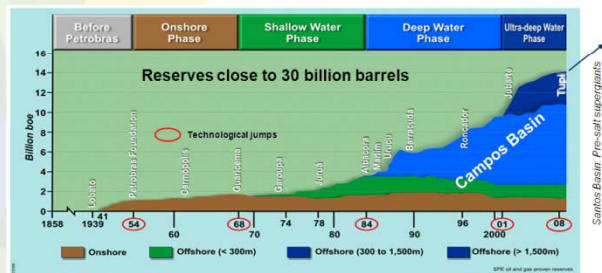 Before
Petrobras
Onshore
Phase
Shallow Water
Phase
Deep Water
Phase
Ultra-deep Water
Phase
Billion boe
16
14
12
10
8
6
4
2
0
Reserves close to 30 billion barrels
Technological jumps
Lobato
Petrobras Foundation
Carmópolis
Guaricema
Garoupa
Juruá
Albacora
Marlim
Urucu
Barracuda
Roncador
Jubarte
Tupi
Campos Basin
Santos Basin: Pre-salt supergiants
1858
1939
41
54
60
68
70
74
78
80
84
90
96
2000
01
08
Onshore
Offshore (< 300m)
Offshore (300 to 1,500m)
Offshore (> 1,500m)
SPE oil and gas proven reserves